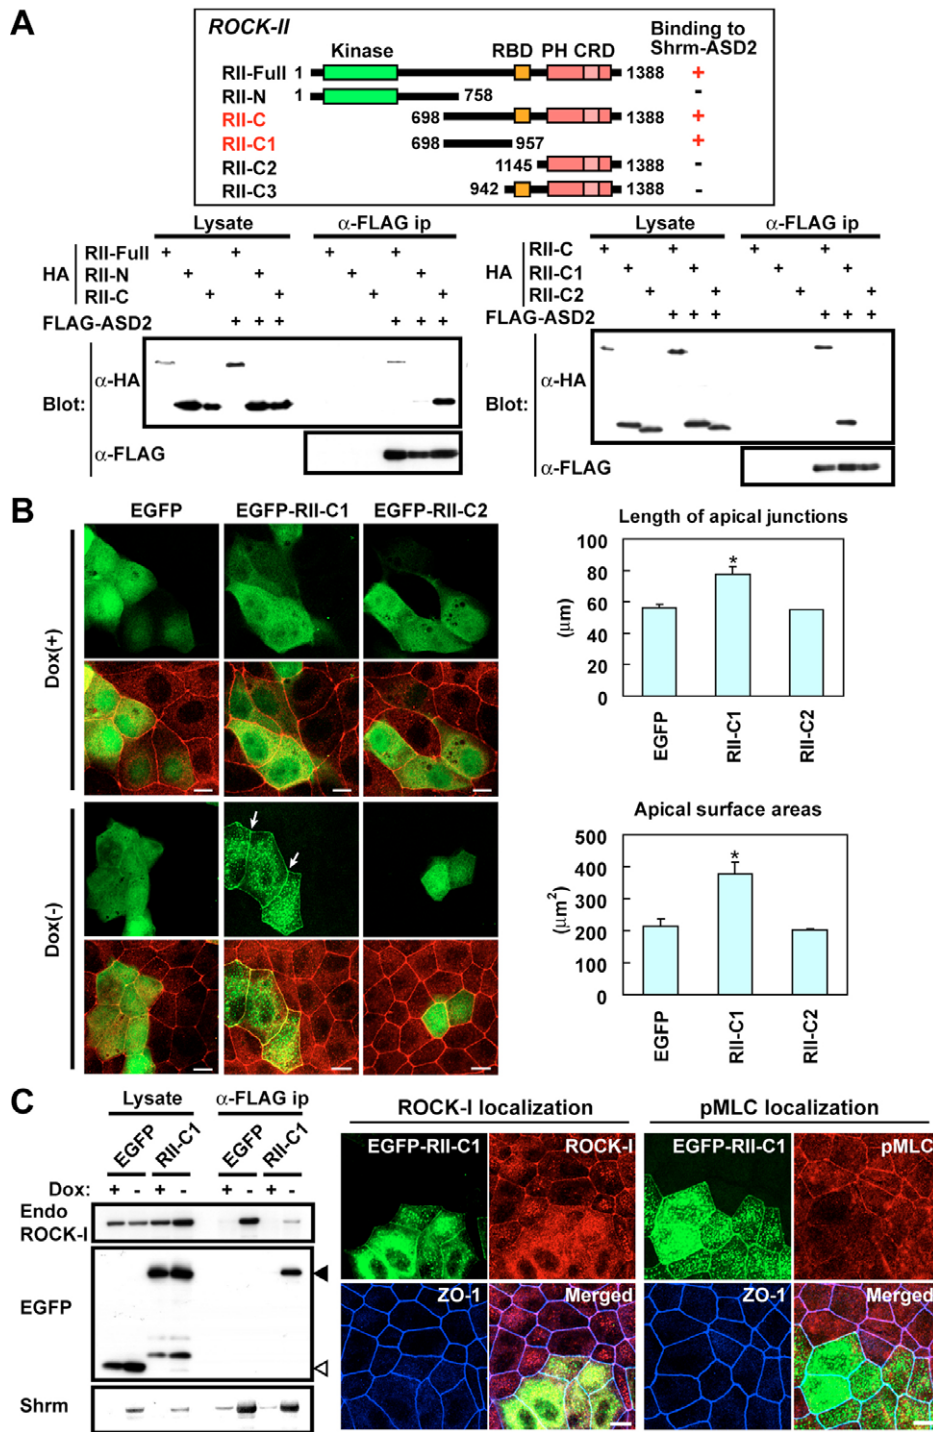 A
ROCK-II
Binding to
Shrm-ASD2
Kinase
RBD PH CRD
RII-Full 1 1388 +
RII-N 1 758 -
RII-C 698 1388 +
RII-C1 698 957 +
RII-C2 1145 1388 -
RII-C3 942 1388 -
Lysate α-FLAG ip
HA
RII-Full + + + +
RII-N + + + +
RII-C + + + +
FLAG-ASD2 + + + + + +
Blot:
α-HA
α-FLAG
Lysate α-FLAG ip
HA
RII-C + + + +
RII-C1 + + + +
RII-C2 + + + +
FLAG-ASD2 + + + + + +
Blot:
α-HA
α-FLAG
B
EGFP EGFP-RII-C1 EGFP-RII-C2
Dox(+)
Dox(-)
Length of apical junctions
(μm)
100
80
60
40
20
0
*
EGFP
RII-C1
RII-C2
Apical surface areas
(μm²)
500
400
300
200
100
0
*
EGFP
RII-C1
RII-C2
C
Lysate α-FLAG ip
EGFP RII-C1 EGFP RII-C1
Dox: + - + - + - + -
Endo
ROCK-I
EGFP
Shrm
ROCK-I localization
EGFP-RII-C1 ROCK-I
ZO-1 Merged
pMLC localization
EGFP-RII-C1 pMLC
ZO-1 Merged